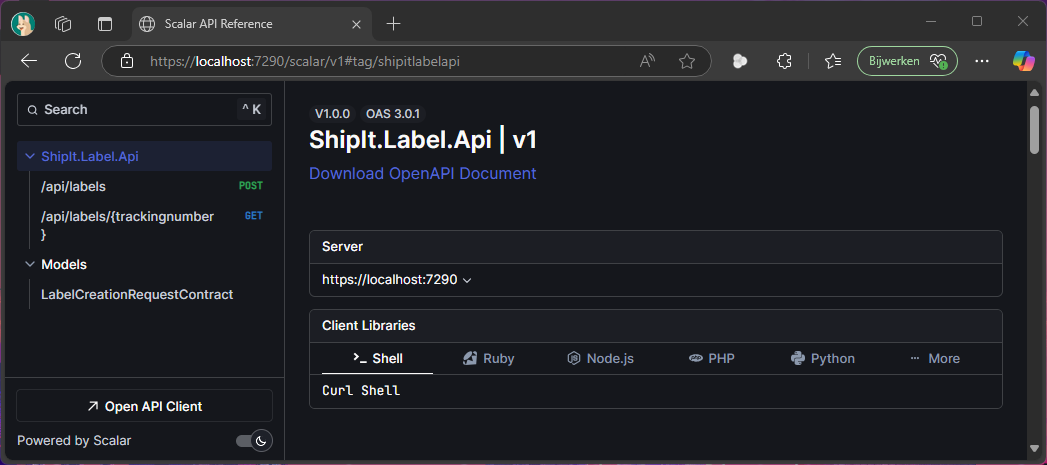 Scalar API Reference
https://localhost:7290/scalar/v1#tag/shipitlabelapi
Bijwerken
Search
^ K
ShipIt.Label.Api
/api/labels
POST
/api/labels/{trackingnumber
}
GET
Models
LabelCreationRequestContract
Open API Client
Powered by Scalar
V1.0.0 OAS 3.0.1
ShipIt.Label.Api | v1
Download OpenAPI Document
Server
https://localhost:7290
Client Libraries
Shell Ruby Node.js PHP Python More
Curl Shell